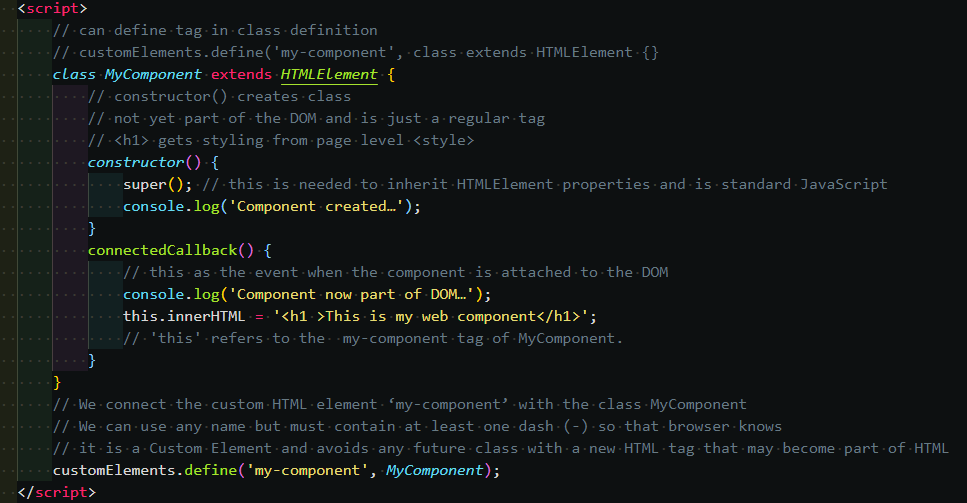 <script>
// can define tag in class definition
// customElements.define('my-component', class extends HTMLElement {}
class MyComponent extends HTMLElement {
// constructor() creates class
// not yet part of the DOM and is just a regular tag
// <h1> gets styling from page level <style>
constructor() {
super(); // this is needed to inherit HTMLElement properties and is standard JavaScript
console.log('Component created…');
}
connectedCallback() {
// this as the event when the component is attached to the DOM
console.log('Component now part of DOM…');
this.innerHTML = '<h1 >This is my web component</h1>';
// 'this' refers to the  my-component tag of MyComponent.
}
}
// We connect the custom HTML element ‘my-component’ with the class MyComponent
// We can use any name but must contain at least one dash (-) so that browser knows
// it is a Custom Element and avoids any future class with a new HTML tag that may become part of HTML
customElements.define('my-component', MyComponent);
</script>